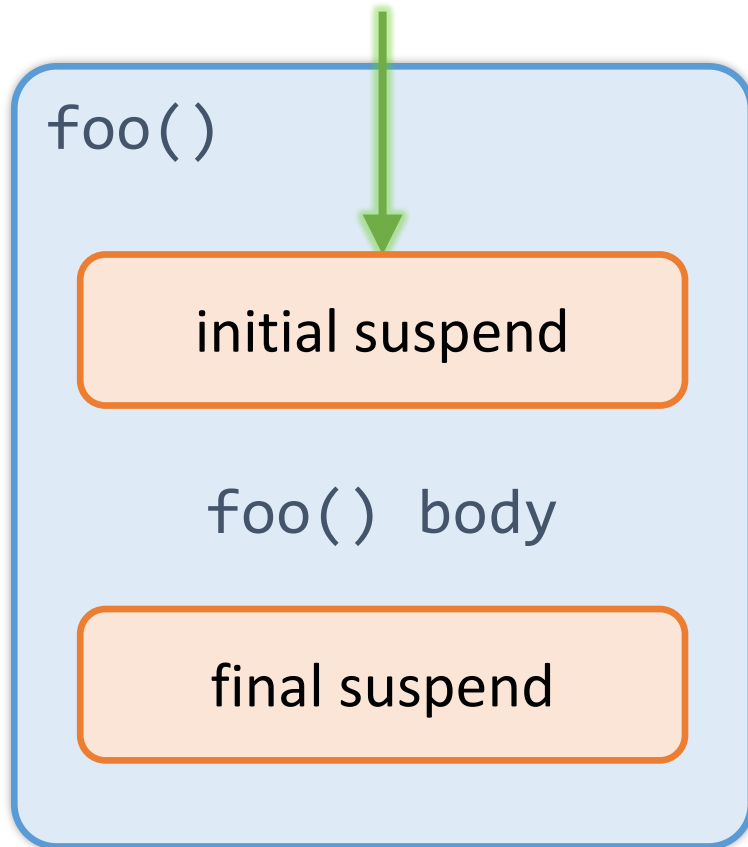 foo()
initial suspend
foo() body
final suspend